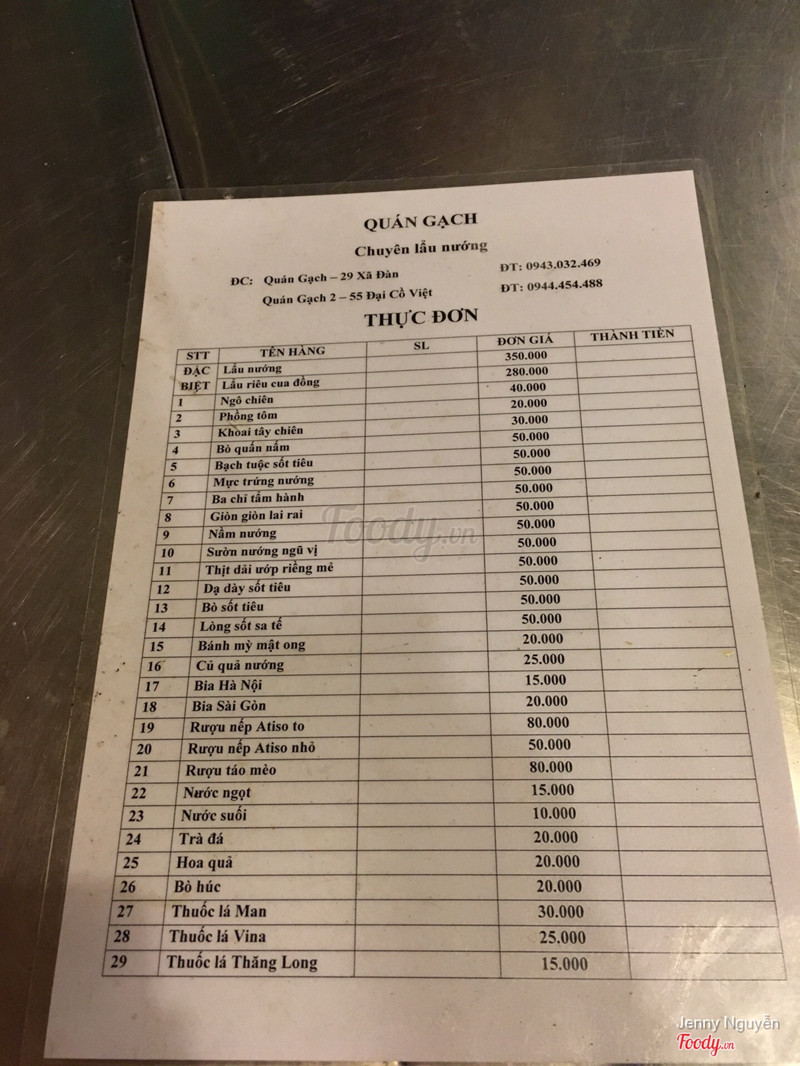 QUÁN GẠCH
Chuyên lẩu nướng
ĐC: Quán Gạch – 29 Xã Đàn ĐT: 0943.032.469
Quán Gạch 2 – 55 Đại Cồ Việt ĐT: 0944.454.488
THỰC ĐƠN
STT TÊN HÀNG SL ĐƠN GIÁ THÀNH TIỀN
ĐẶC Lẩu nướng 350.000
BIỆT Lẩu riêu cua đồng 280.000
1 Ngô chiên 40.000
2 Phồng tôm 20.000
3 Khoai tây chiên 30.000
4 Bò quấn nấm 50.000
5 Bạch tuộc sốt tiêu 50.000
6 Mực trứng nướng 50.000
7 Ba chỉ tẩm hành 50.000
8 Giòn giòn lai rai 50.000
9 Nầm nướng 50.000
10 Sườn nướng ngũ vị 50.000
11 Thịt dải ướp riềng mẻ 50.000
12 Dạ dày sốt tiêu 50.000
13 Bò sốt tiêu 50.000
14 Lòng sốt sa tế 50.000
15 Bánh mỳ mật ong 20.000
16 Củ quả nướng 25.000
17 Bia Hà Nội 15.000
18 Bia Sài Gòn 20.000
19 Rượu nếp Atiso to 80.000
20 Rượu nếp Atiso nhỏ 50.000
21 Rượu táo mèo 80.000
22 Nước ngọt 15.000
23 Nước suối 10.000
24 Trà đá 20.000
25 Hoa quả 20.000
26 Bò húc 20.000
27 Thuốc lá Man 30.000
28 Thuốc lá Vina 25.000
29 Thuốc lá Thăng Long 15.000
Foody.vn
Jenny Nguyễn
Foody.vn